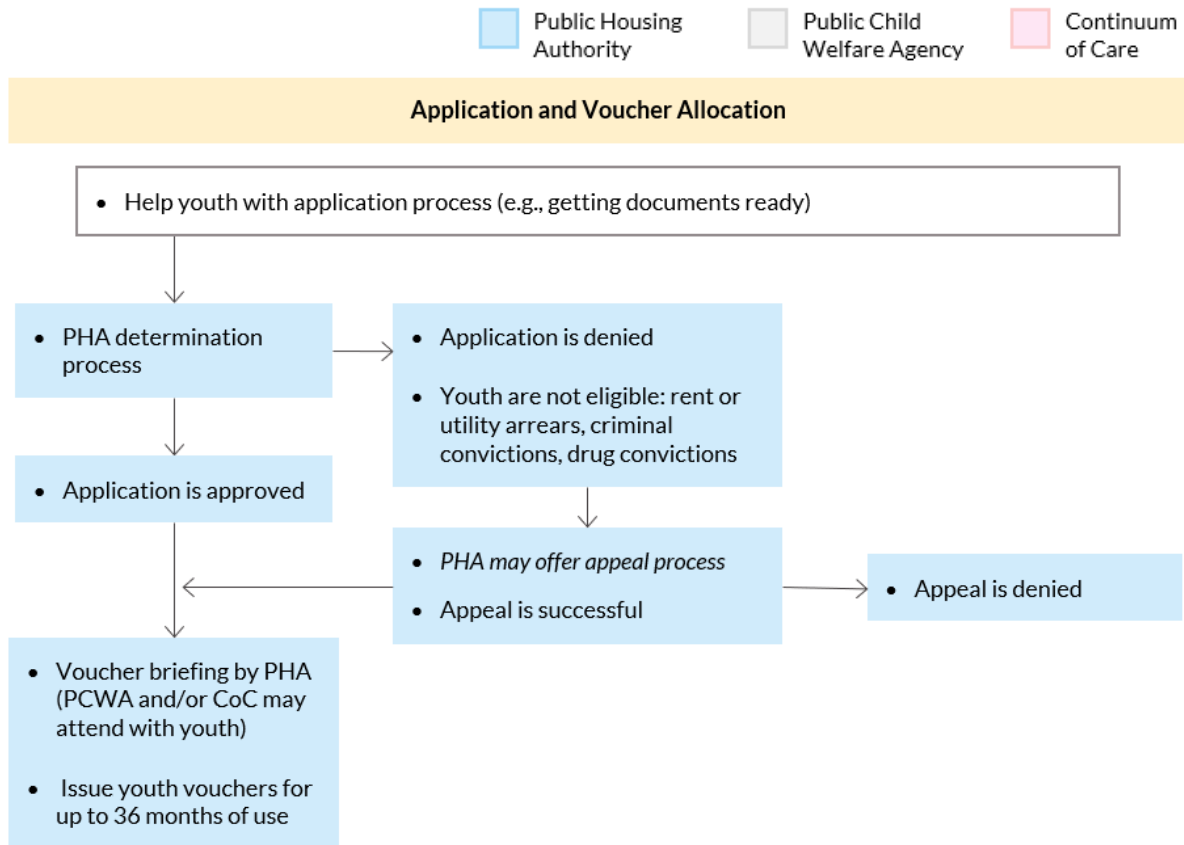 Public Housing
Authority
Public Child
Welfare Agency
Continuum
of Care
Application and Voucher Allocation
• Help youth with application process (e.g., getting documents ready)
• PHA determination
process
• Application is denied
• Youth are not eligible: rent or
utility arrears, criminal
convictions, drug convictions
• Application is approved
• PHA may offer appeal process
• Appeal is successful
• Appeal is denied
• Voucher briefing by PHA
(PCWA and/or CoC may
attend with youth)
• Issue youth vouchers for
up to 36 months of use